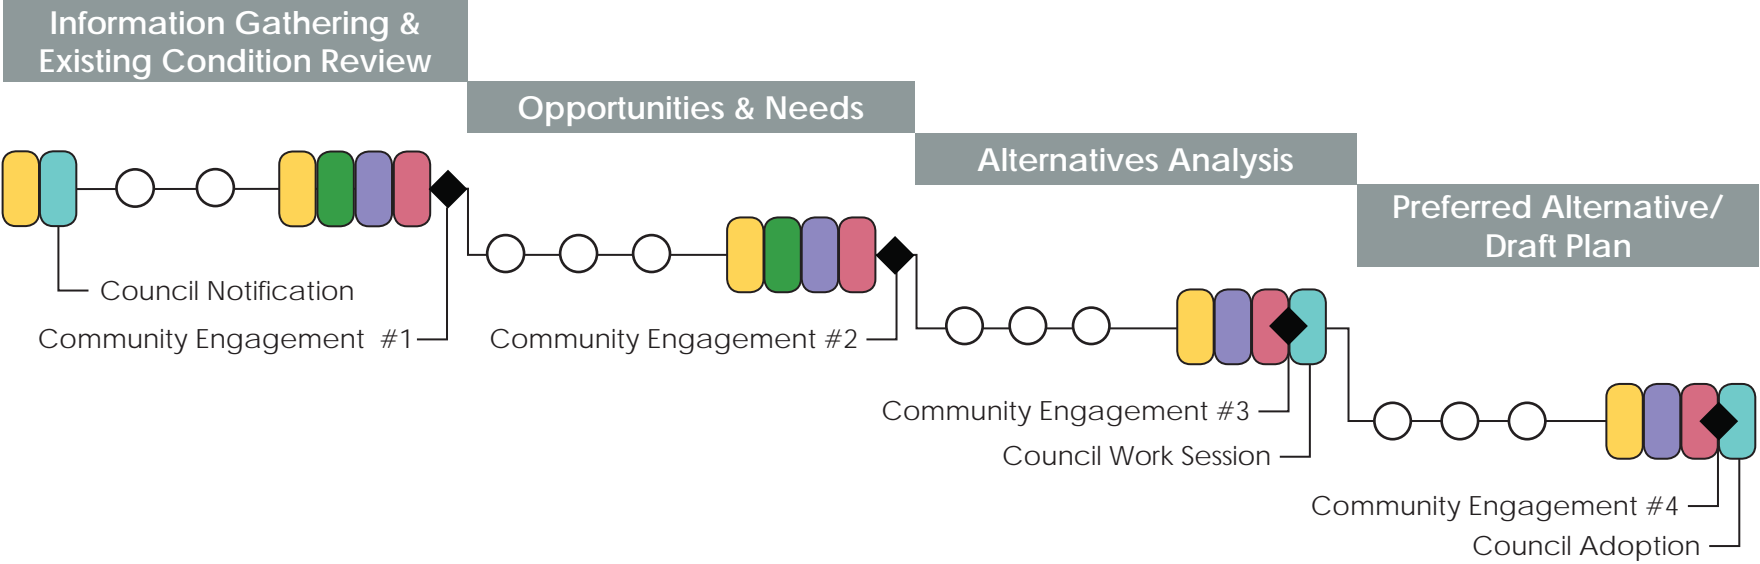 Information Gathering &
Existing Condition Review
Opportunities & Needs
Alternatives Analysis
Preferred Alternative/
Draft Plan
Council Notification
Community Engagement #1
Community Engagement #2
Community Engagement #3
Council Work Session
Community Engagement #4
Council Adoption